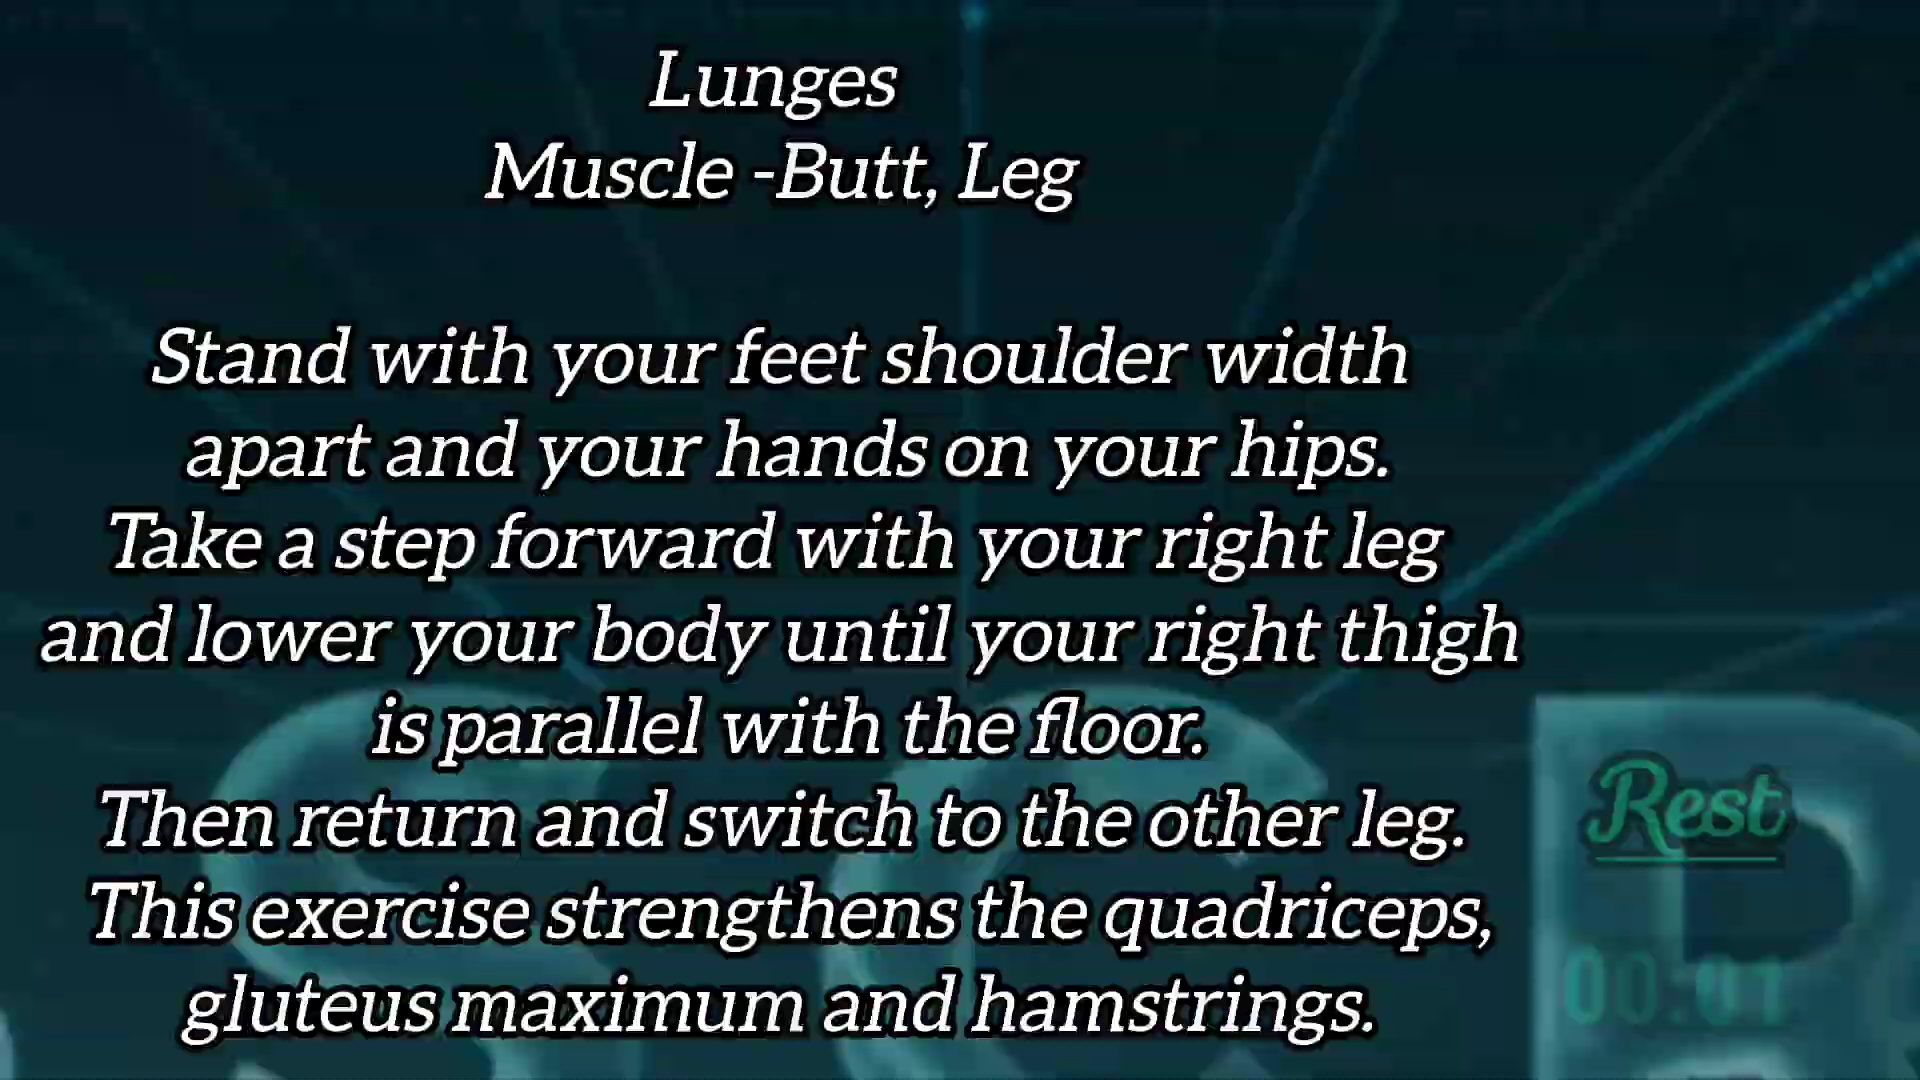 Lunges
Muscle -Butt, Leg
Stand with your feet shoulder width
apart and your hands on your hips.
Take a step forward with your right leg
and lower your body until your right thigh
is parallel with the floor.
Then return and switch to the other leg.
This exercise strengthens the quadriceps,
gluteus maximum and hamstrings.
Rest
00:01